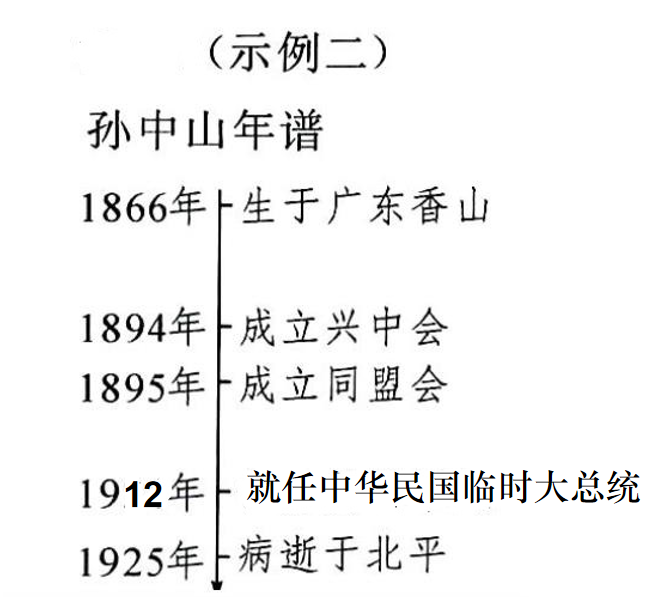 （示例二）
孙中山年谱
1866年 生于广东香山
1894年 成立兴中会
1895年 成立同盟会
1912年 就任中华民国临时大总统
1925年 病逝于北平